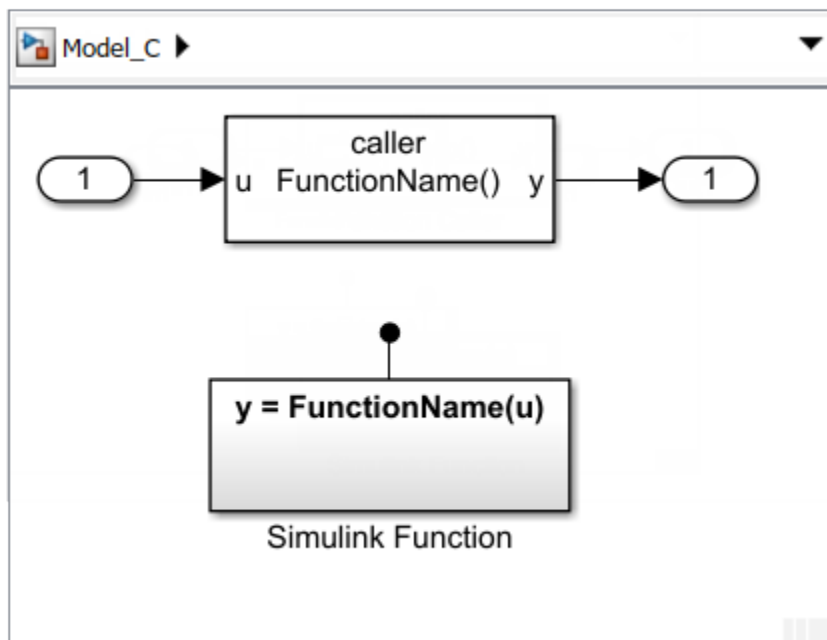 Model_C
caller
1 u FunctionName() y 1
y = FunctionName(u)
Simulink Function